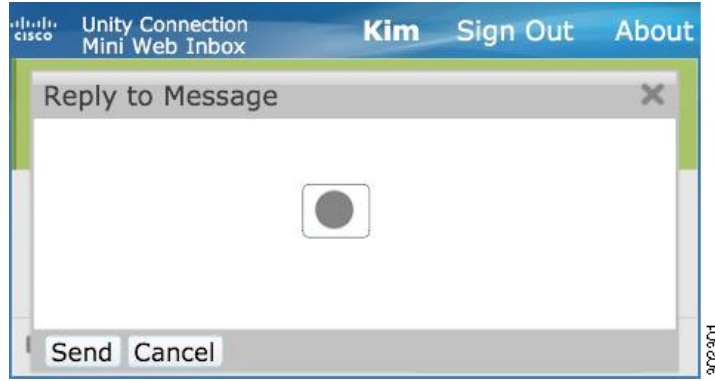 cisco
Unity Connection
Mini Web Inbox
Kim
Sign Out
About
Reply to Message
Send
Cancel